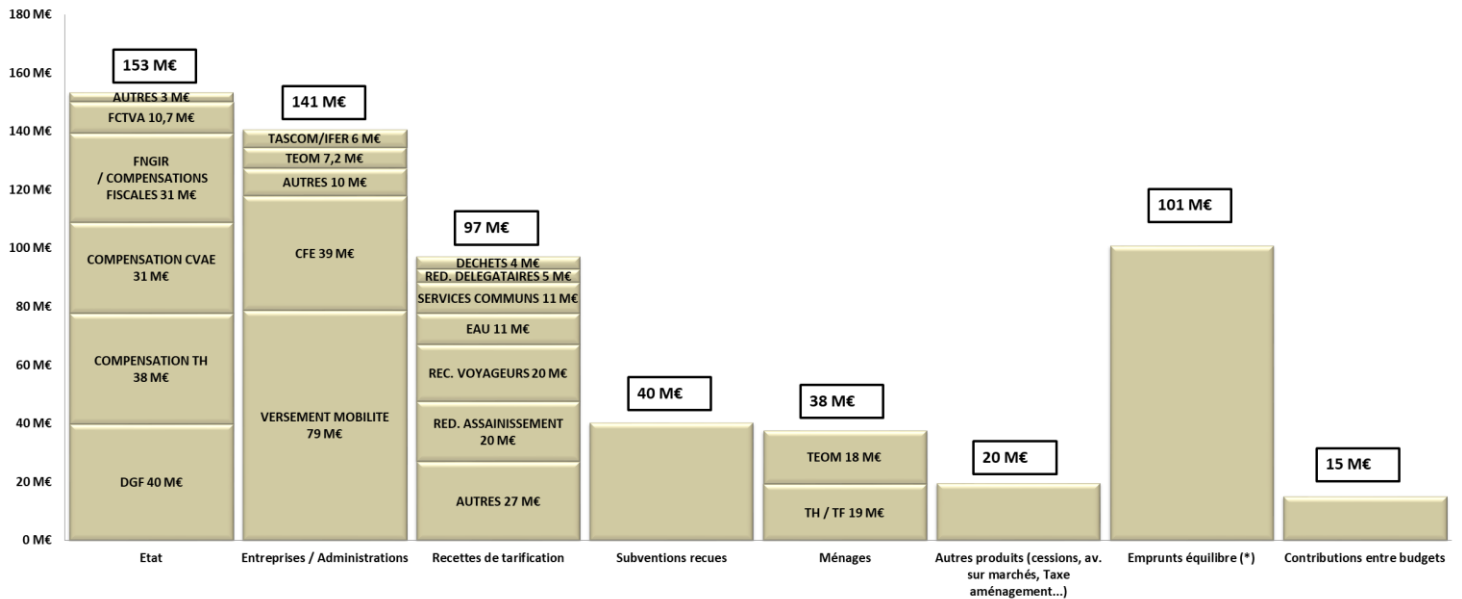 180 M€
160 M€
140 M€
120 M€
100 M€
80 M€
60 M€
40 M€
20 M€
0 M€
153 M€
AUTRES 3 M€
FCTVA 10,7 M€
FNGIR
/ COMPENSATIONS
FISCALES 31 M€
COMPENSATION CVAE
31 M€
COMPENSATION TH
38 M€
DGF 40 M€
Etat
141 M€
TASCOM/IFER 6 M€
TEOM 7,2 M€
AUTRES 10 M€
CFE 39 M€
VERSEMENT MOBILITE
79 M€
Entreprises / Administrations
97 M€
DECHETS 4 M€
RED. DELEGATAIRES 5 M€
SERVICES COMMUNS 11 M€
EAU 11 M€
REC. VOYAGEURS 20 M€
RED. ASSAINISSEMENT
20 M€
AUTRES 27 M€
Recettes de tarification
40 M€
Subventions recues
38 M€
TEOM 18 M€
TH / TF 19 M€
Ménages
20 M€
Autres produits (cessions, av.
sur marchés, Taxe
aménagement...)
101 M€
Emprunts équilibre (*)
15 M€
Contributions entre budgets